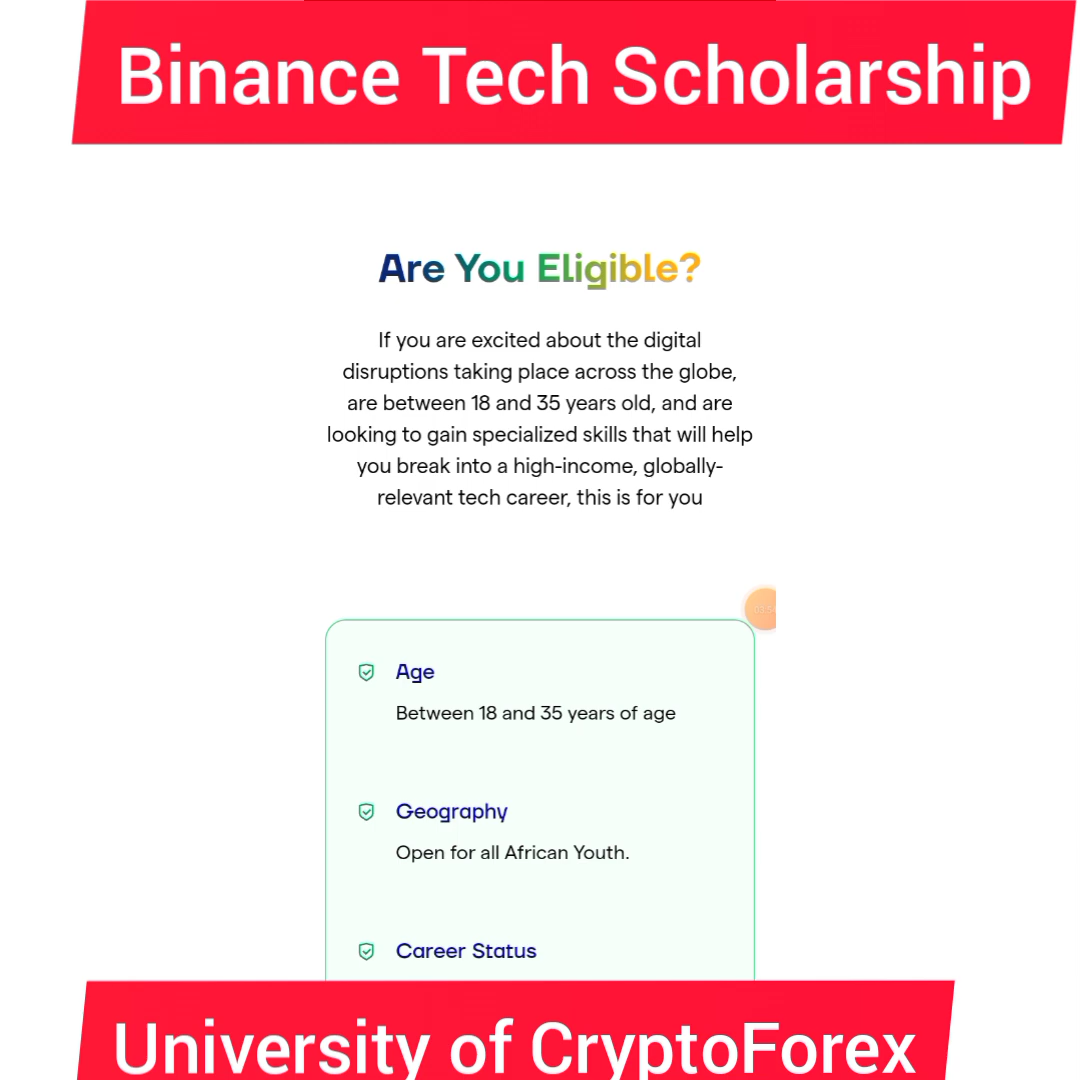 Binance Tech Scholarship
Are You Eligible?
If you are excited about the digital
disruptions taking place across the globe,
are between 18 and 35 years old, and are
looking to gain specialized skills that will help
you break into a high-income, globally-
relevant tech career, this is for you
Age
Between 18 and 35 years of age
Geography
Open for all African Youth.
Career Status
University of CryptoForex